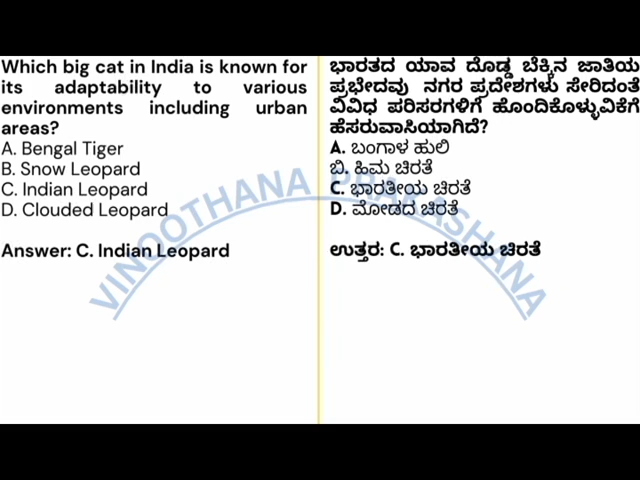 Which big cat in India is known for
its adaptability to various
environments including urban
areas?
A. Bengal Tiger
B. Snow Leopard
C. Indian Leopard
D. Clouded Leopard
Answer: C. Indian Leopard
ಭಾರತದ ಯಾವ ದೊಡ್ಡ ಬೆಕ್ಕಿನ ಜಾತಿಯ
ಪ್ರಭೇದವು ನಗರ ಪ್ರದೇಶಗಳು ಸೇರಿದಂತೆ
ವಿವಿಧ ಪರಿಸರಗಳಿಗೆ ಹೊಂದಿಕೊಳ್ಳುವಿಕೆಗೆ
ಹೆಸರುವಾಸಿಯಾಗಿದೆ?
A. ಬಂಗಾಳ ಹುಲಿ
ಬಿ. ಹಿಮ ಚಿರತೆ
C. ಭಾರತೀಯ ಚಿರತೆ
D. ಮೋಡದ ಚಿರತೆ
ಉತ್ತರ: C. ಭಾರತೀಯ ಚಿರತೆ
VINOOTHANA PRAKASHANA